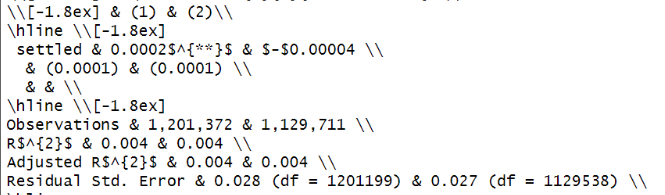 \\[-1.8ex] & (1) & (2)\\
\hline \\[-1.8ex]
settled & 0.0002$^{**}$ & $-$0.00004 \\
& (0.0001) & (0.0001) \\
& & \\
\hline \\[-1.8ex]
Observations & 1,201,372 & 1,129,711 \\
R$^{2}$ & 0.004 & 0.004 \\
Adjusted R$^{2}$ & 0.004 & 0.004 \\
Residual Std. Error & 0.028 (df = 1201199) & 0.027 (df = 1129538) \\